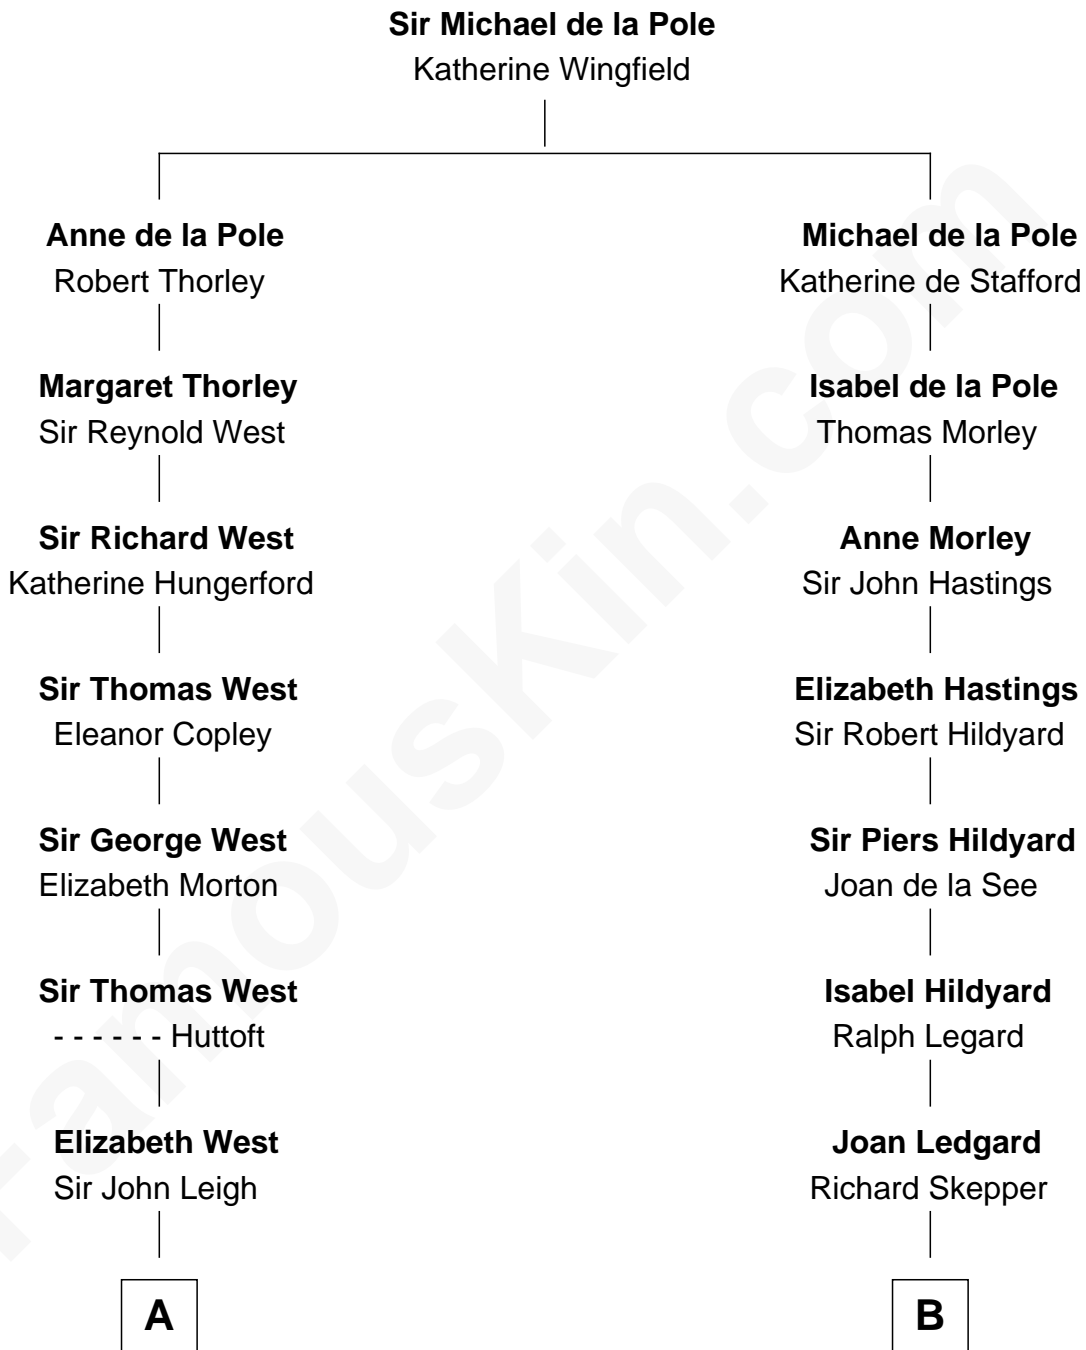 Sir Michael de la Pole
Katherine Wingfield
Anne de la Pole
Robert Thorley
Michael de la Pole
Katherine de Stafford
Margaret Thorley
Sir Reynold West
Isabel de la Pole
Thomas Morley
Sir Richard West
Katherine Hungerford
Anne Morley
Sir John Hastings
Sir Thomas West
Eleanor Copley
Elizabeth Hastings
Sir Robert Hildyard
Sir George West
Elizabeth Morton
Sir Piers Hildyard
Joan de la See
Sir Thomas West
- - - - - - Huttoft
Isabel Hildyard
Ralph Legard
Elizabeth West
Sir John Leigh
Joan Ledgard
Richard Skepper
A
B
FamousKin.com